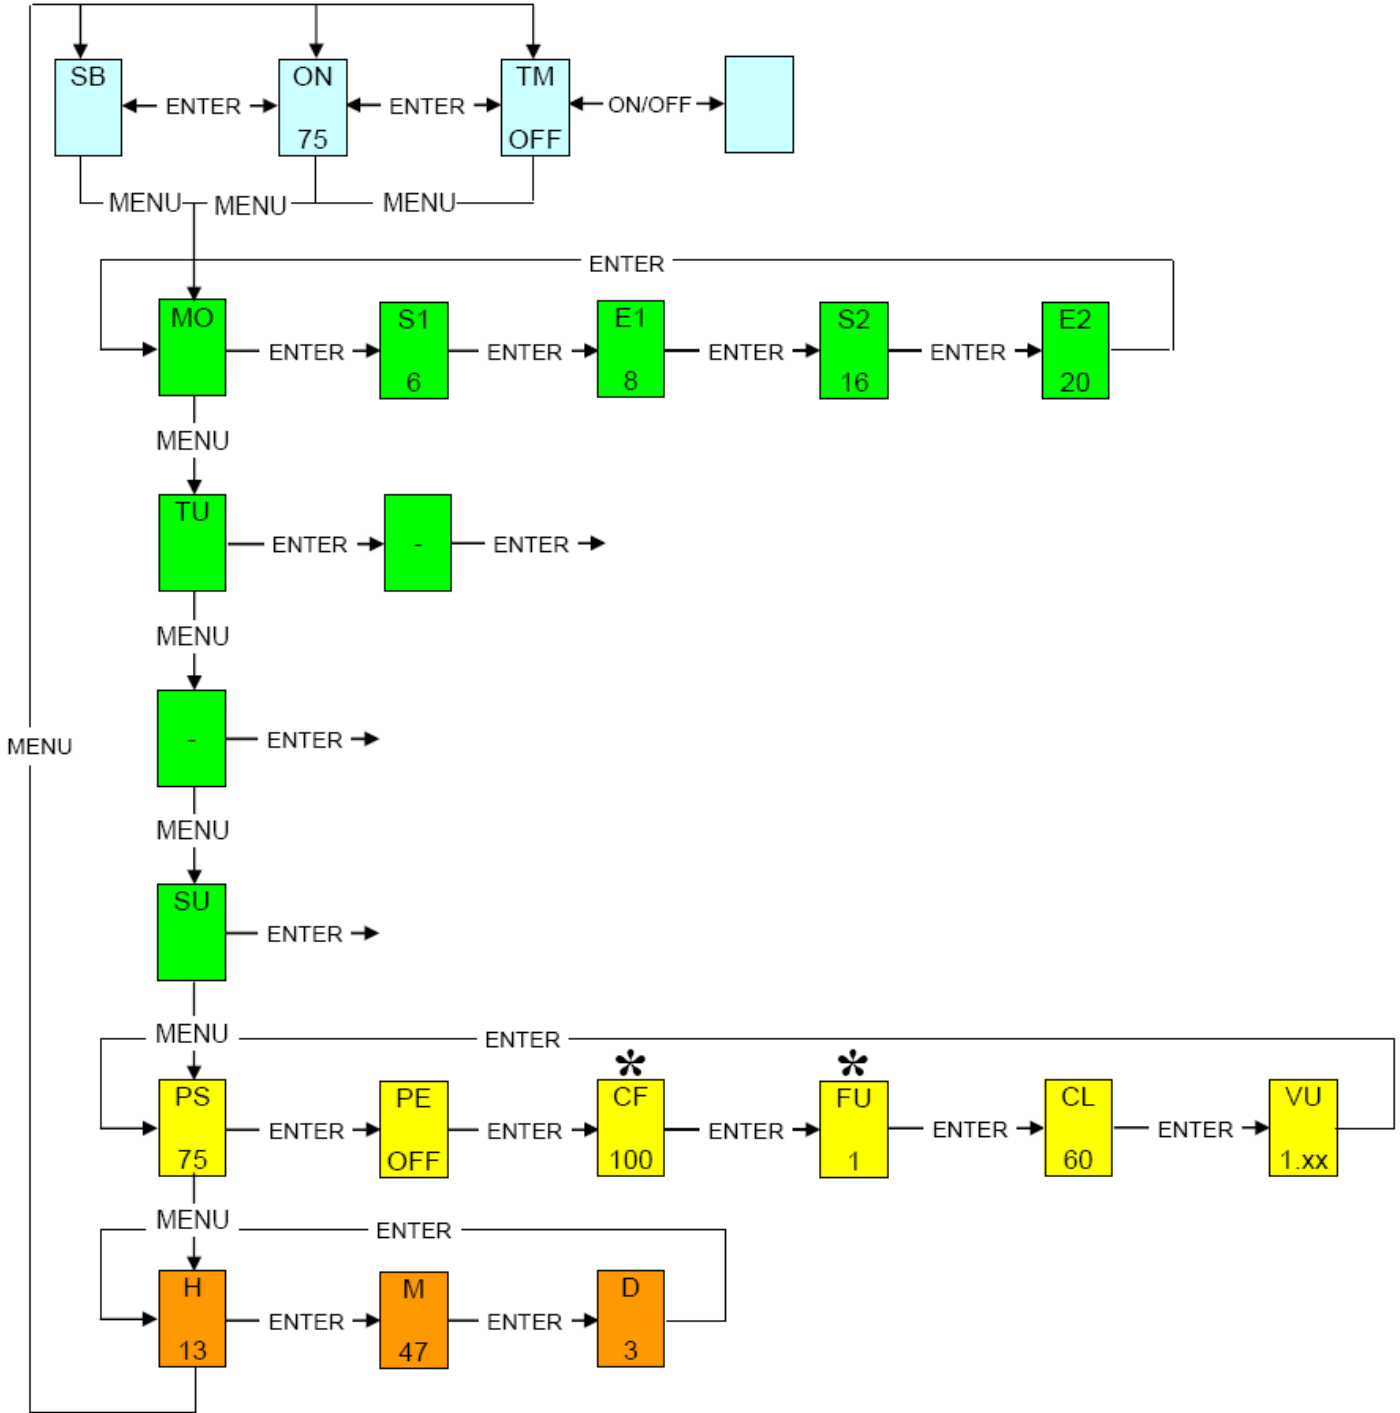 SB ON TM
ENTER ENTER ON/OFF
75 OFF
MENU MENU MENU
ENTER
MO S1 E1 S2 E2
ENTER ENTER ENTER ENTER
6 8 16 20
MENU
TU
ENTER - ENTER
MENU
- ENTER
MENU
MENU
SU
ENTER
MENU ENTER
* *
PS PE CF FU CL VU
ENTER ENTER ENTER ENTER ENTER
75 OFF 100 1 60 1.xx
MENU ENTER
H M D
ENTER ENTER
13 47 3